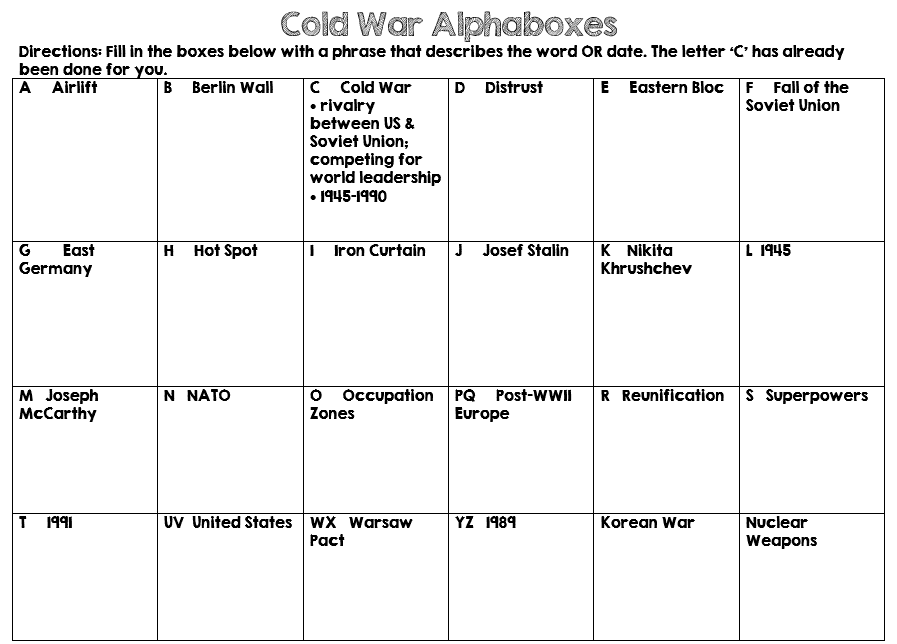 Cold War Alphaboxes
Directions: Fill in the boxes below with a phrase that describes the word OR date. The letter ‘C’ has already
been done for you.
A Airlift
B Berlin Wall
C Cold War
• rivalry
between US &
Soviet Union;
competing for
world leadership
• 1945-1990
D Distrust
E Eastern Bloc
F Fall of the
Soviet Union
G East
Germany
H Hot Spot
I Iron Curtain
J Josef Stalin
K Nikita
Khrushchev
L 1945
M Joseph
McCarthy
N NATO
O Occupation
Zones
PQ Post-WWII
Europe
R Reunification
S Superpowers
T 1991
UV United States
WX Warsaw
Pact
YZ 1989
Korean War
Nuclear
Weapons